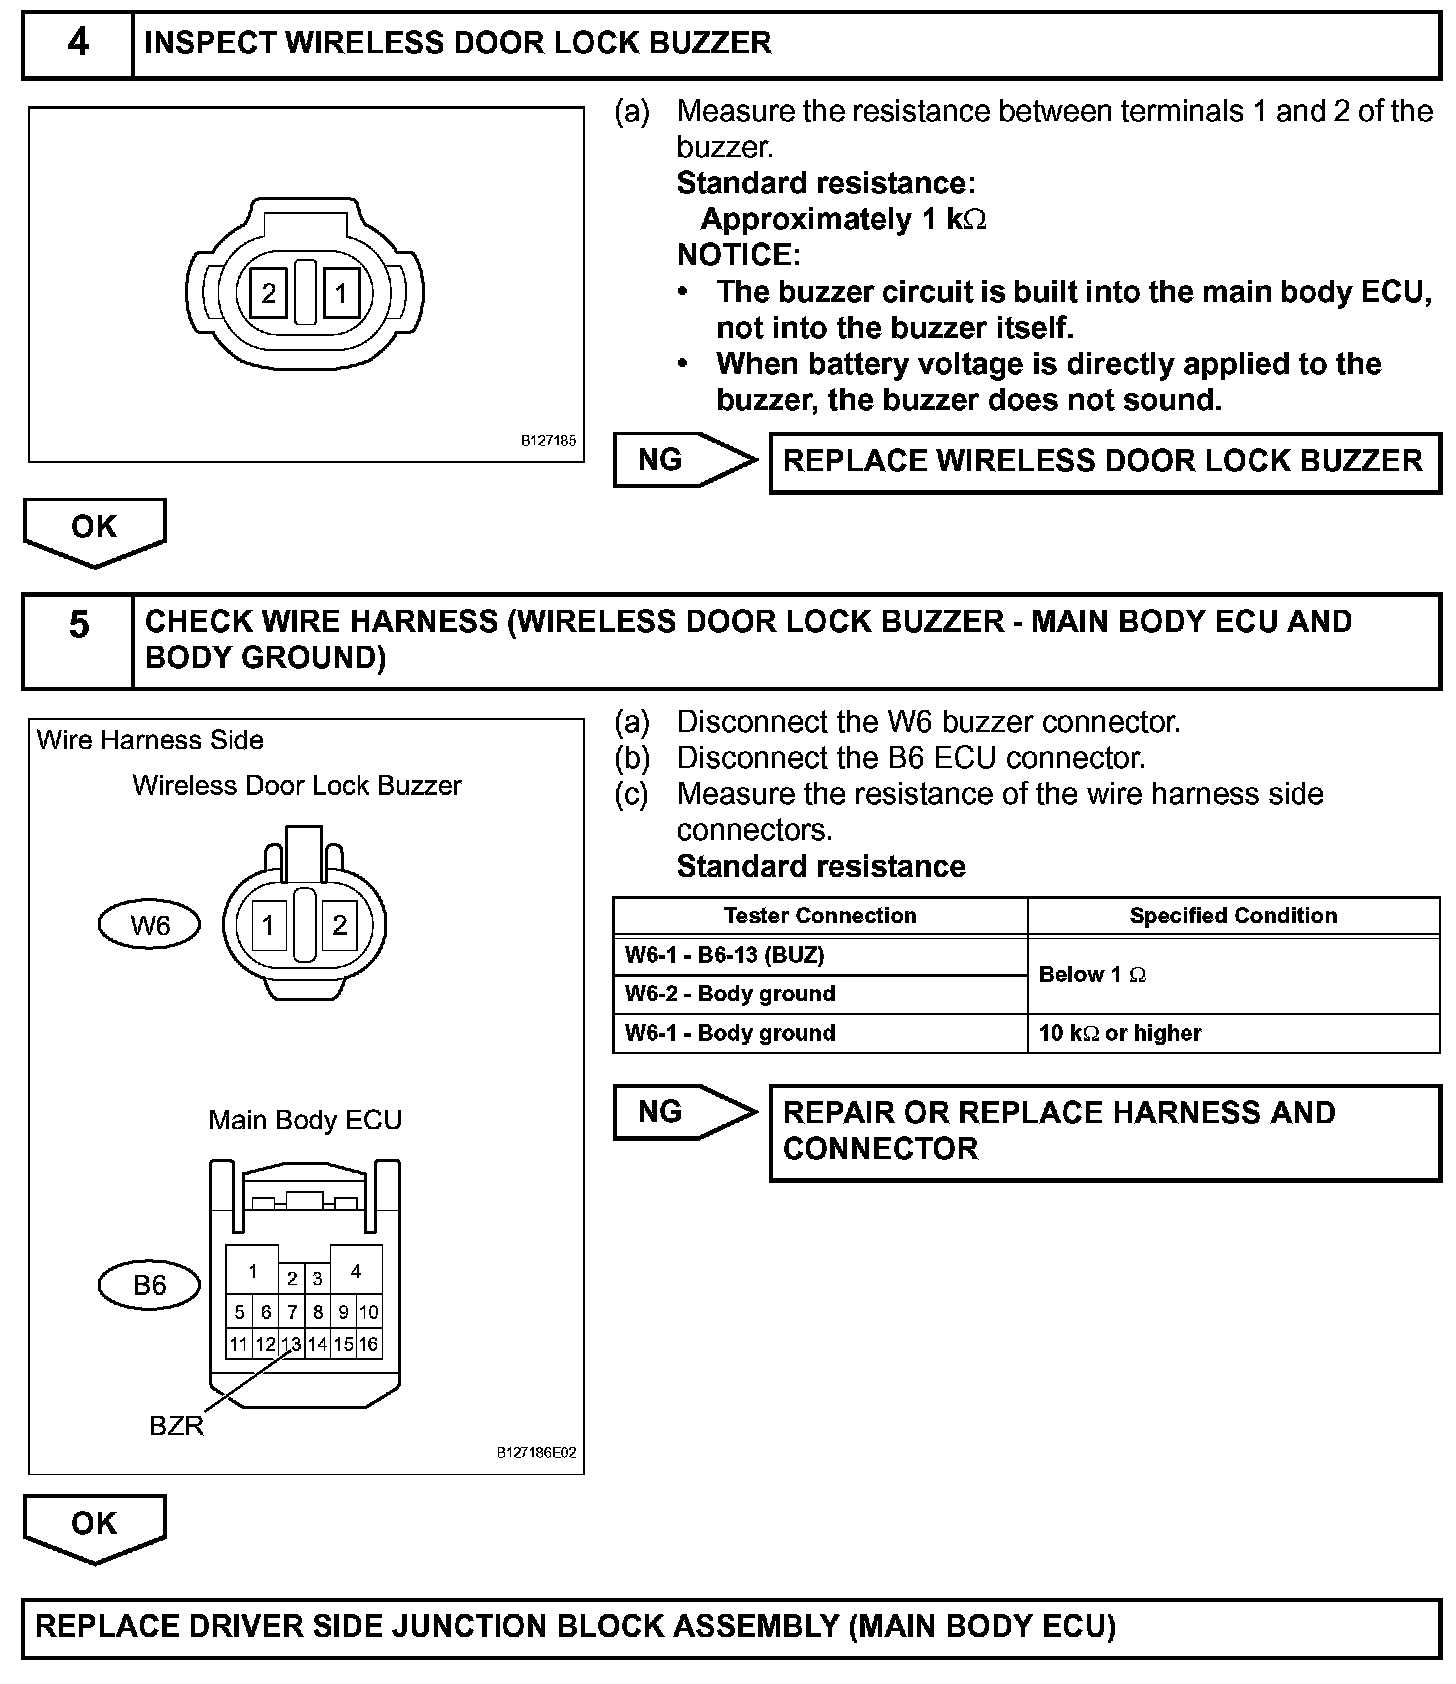 4 INSPECT WIRELESS DOOR LOCK BUZZER
2 1
B127185
(a) Measure the resistance between terminals 1 and 2 of the
buzzer.
Standard resistance:
Approximately 1 kΩ
NOTICE:
• The buzzer circuit is built into the main body ECU,
not into the buzzer itself.
• When battery voltage is directly applied to the
buzzer, the buzzer does not sound.
NG REPLACE WIRELESS DOOR LOCK BUZZER
OK
5 CHECK WIRE HARNESS (WIRELESS DOOR LOCK BUZZER - MAIN BODY ECU AND
BODY GROUND)
Wire Harness Side
Wireless Door Lock Buzzer
W6 1 2
Main Body ECU
B6
1 2 3 4
5 6 7 8 9 10
11 12 13 14 15 16
BZR
B127186E02
(a) Disconnect the W6 buzzer connector.
(b) Disconnect the B6 ECU connector.
(c) Measure the resistance of the wire harness side
connectors.
Standard resistance
Tester Connection Specified Condition
W6-1 - B6-13 (BUZ)
Below 1 Ω
W6-2 - Body ground
W6-1 - Body ground 10 kΩ or higher
NG REPAIR OR REPLACE HARNESS AND
CONNECTOR
OK
REPLACE DRIVER SIDE JUNCTION BLOCK ASSEMBLY (MAIN BODY ECU)